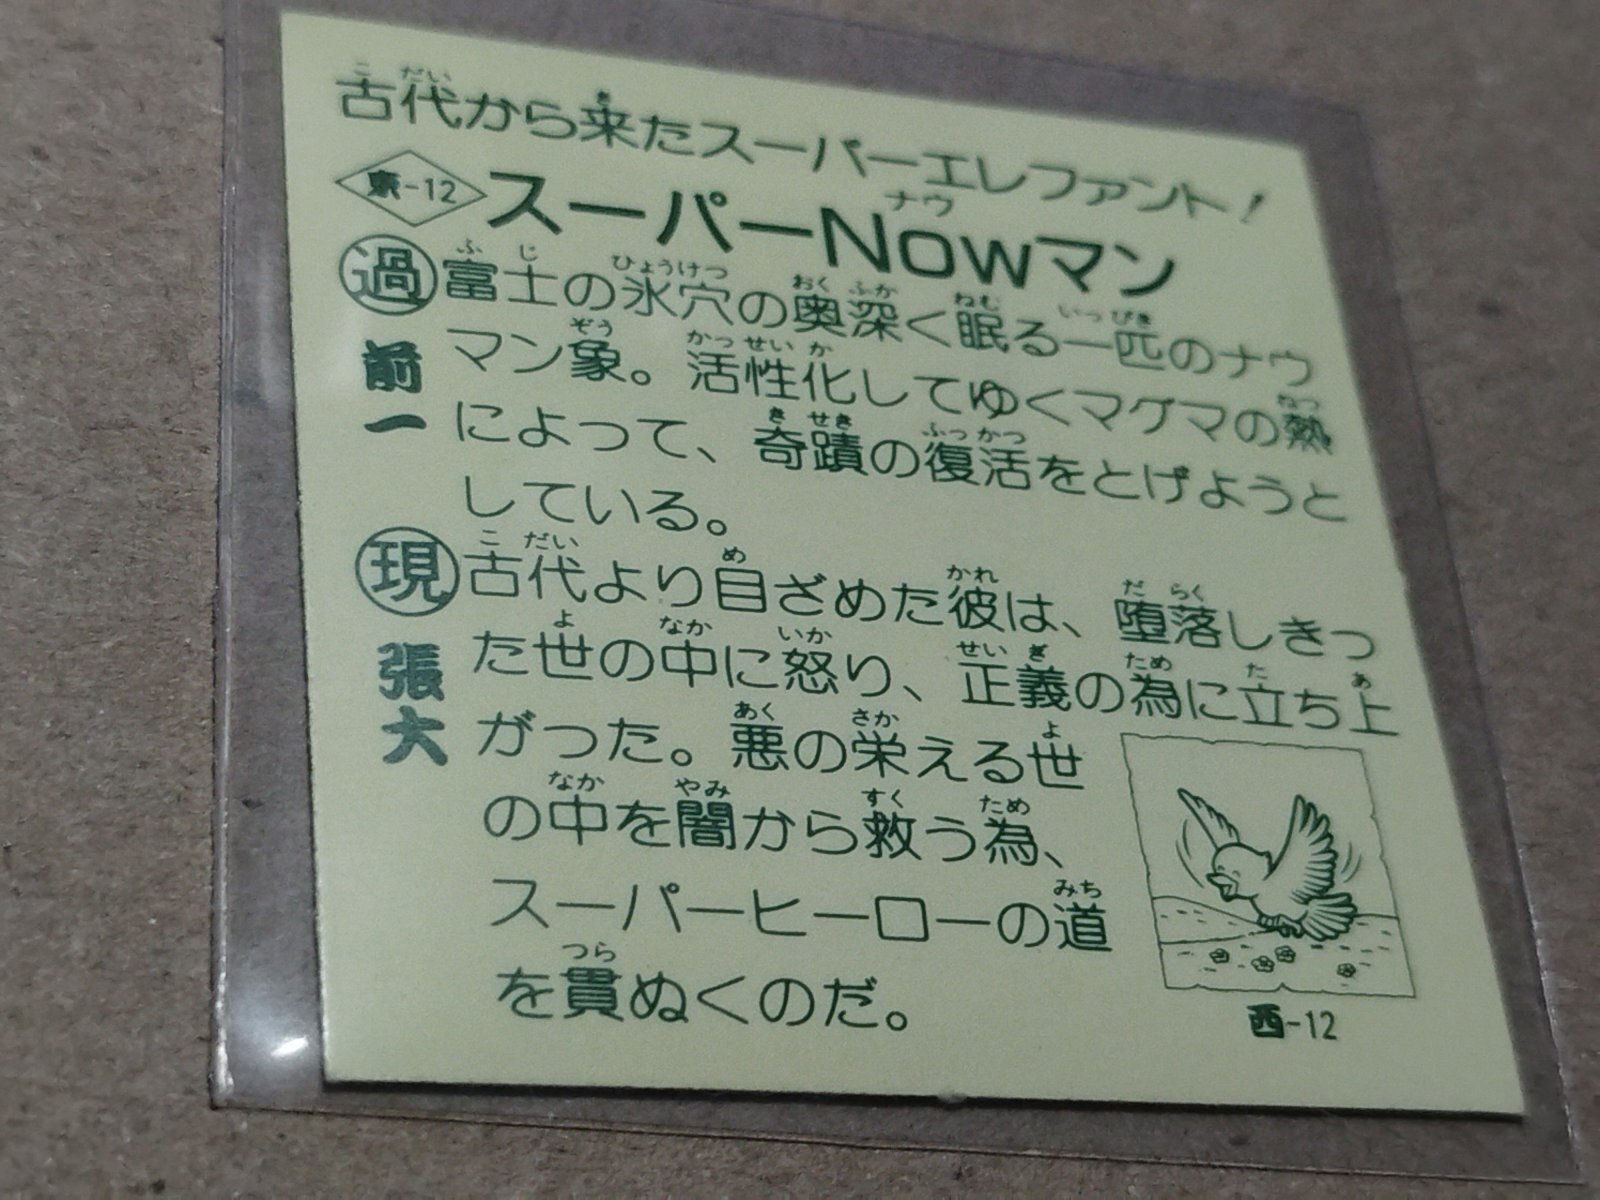 古代から来たスーパーエレファント!
東-12 スーパーNowマン
過 富士の氷穴の奥深く眠る一匹のナウ
マン象。活性化してゆくマグマの熱
によって、奇蹟の復活をとげようと
している。
前一
現 古代より目ざめた彼は、堕落しきっ
た世の中に怒り、正義の為に立ち上
がった。悪の栄える世
の中を闇から救う為、
スーパーヒーローの道
を貫ぬくのだ。
張大
西-12